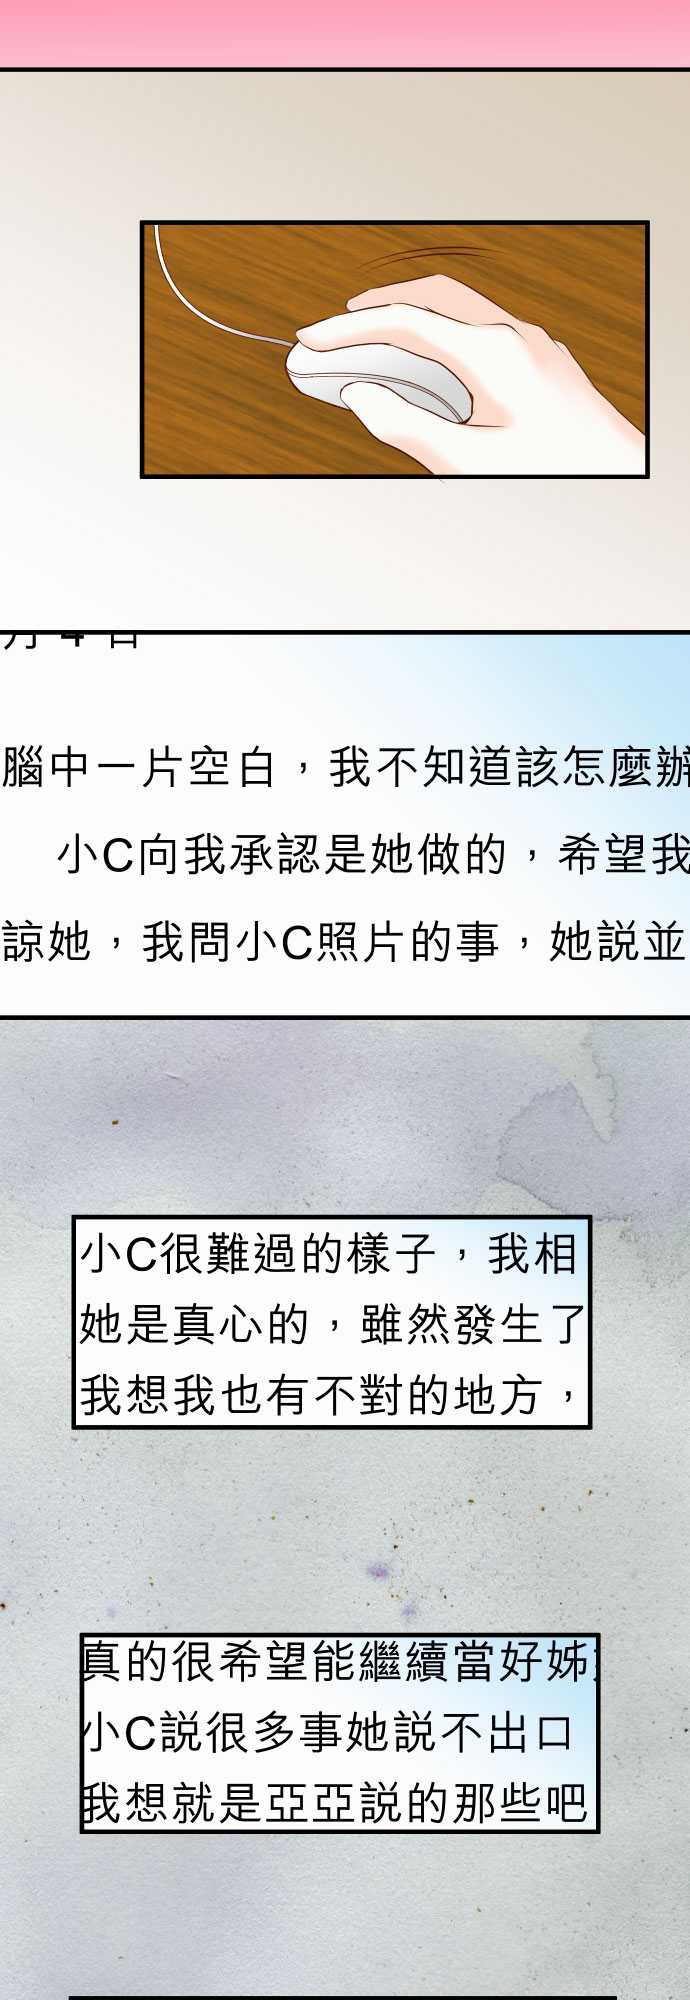 月4日
腦中一片空白，我不知道該怎麼辦
小C向我承認是她做的，希望我
諒她，我問小C照片的事，她説並
小C很難過的樣子，我相
她是真心的，雖然發生了
我想我也有不對的地方，
真的很希望能繼續當好姊
小C説很多事她説不出口
我想就是亞亞説的那些吧